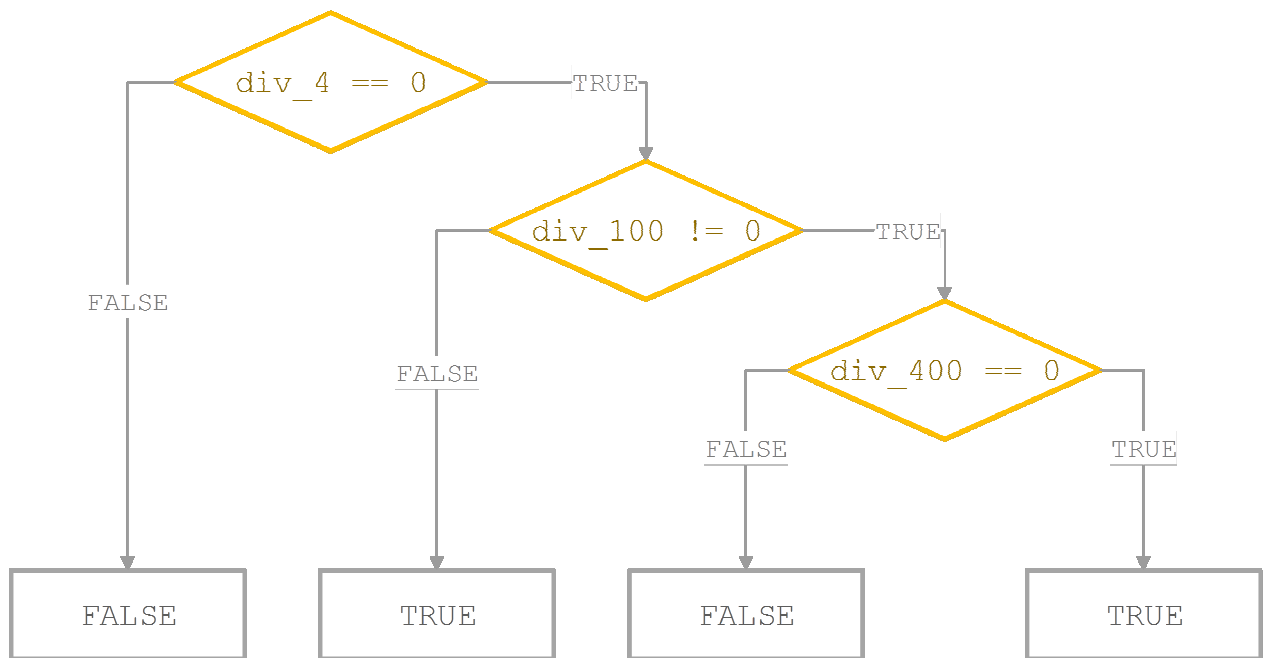 div_4 == 0
TRUE
div_100 != 0
TRUE
FALSE
div_400 == 0
FALSE
FALSE
TRUE
FALSE
TRUE
FALSE
TRUE